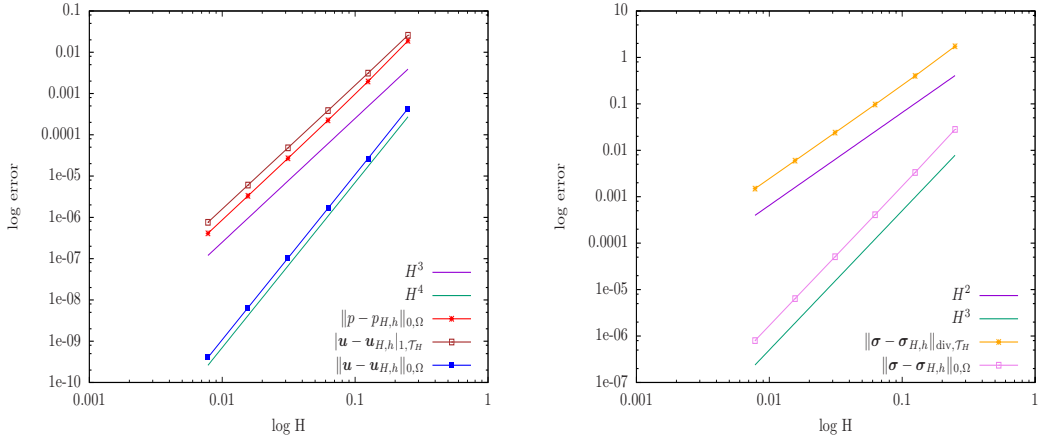 0.1
0.01
0.001
0.0001
1e-05
1e-06
1e-07
1e-08
1e-09
1e-10
log error
0.001
0.01
0.1
1
log H
H^3
H^4
‖p − p_{H,h}‖_{0,Ω}
|𝒖 − 𝒖_{H,h}|_{1,𝒯_H}
‖𝒖 − 𝒖_{H,h}‖_{0,Ω}
10
1
0.1
0.01
0.001
0.0001
1e-05
1e-06
1e-07
log error
0.001
0.01
0.1
1
log H
H^2
H^3
‖𝝈 − 𝝈_{H,h}‖_{div,𝒯_H}
‖𝝈 − 𝝈_{H,h}‖_{0,Ω}